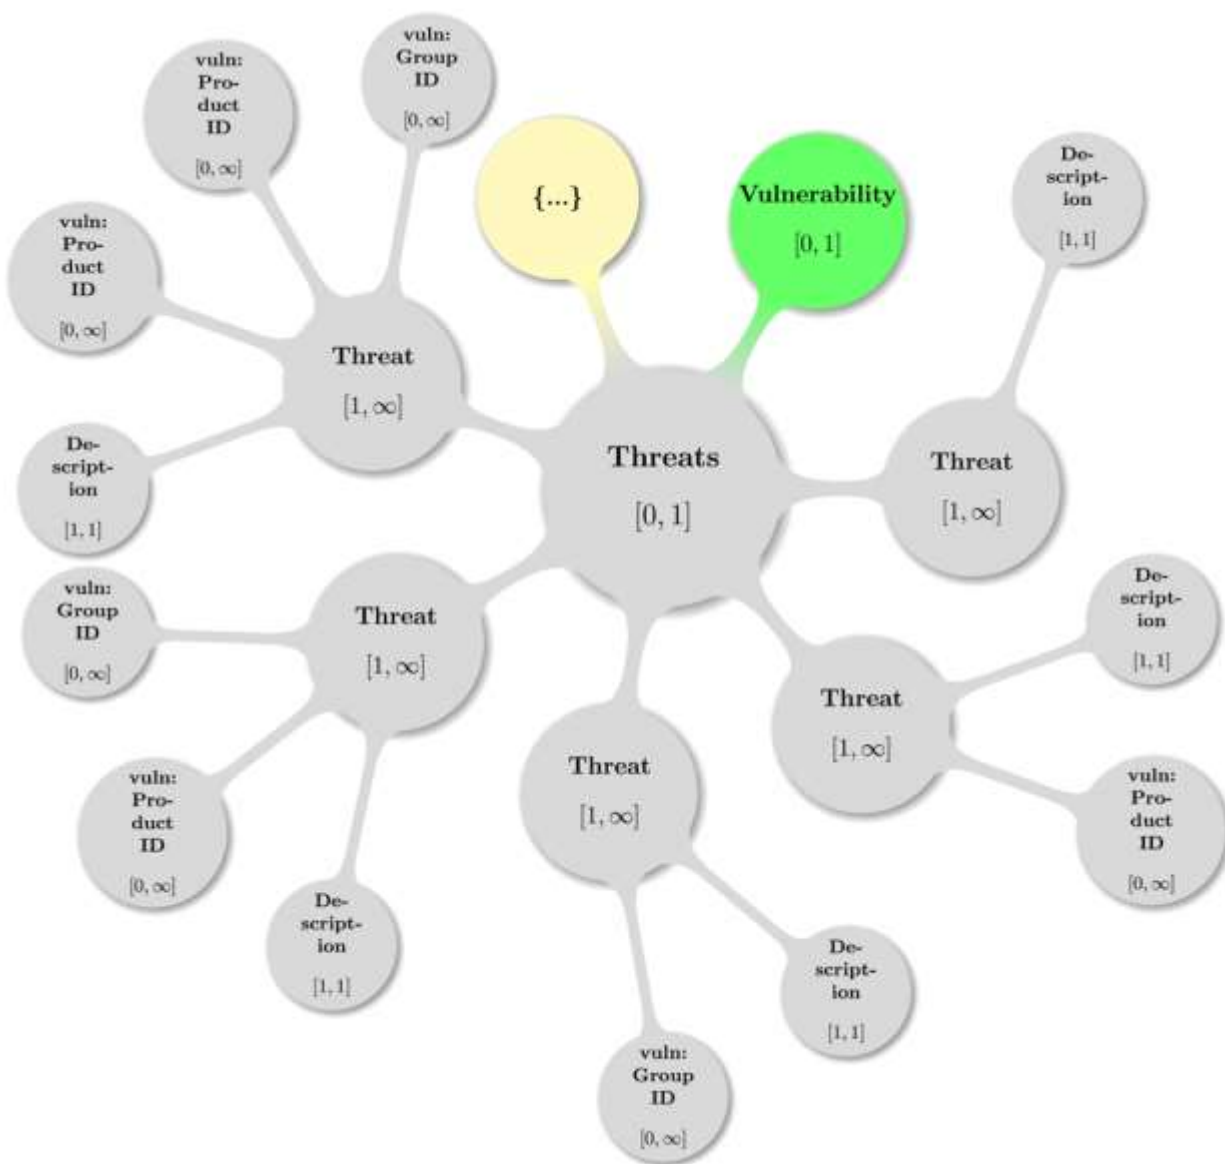 vuln:
Group
ID
[0, ∞]
vuln:
Pro-
duct
ID
[0, ∞]
{...}
Vulnerability
[0, 1]
De-
script-
ion
[1, 1]
vuln:
Pro-
duct
ID
[0, ∞]
Threat
[1, ∞]
Threats
[0, 1]
Threat
[1, ∞]
De-
script-
ion
[1, 1]
vuln:
Group
ID
[0, ∞]
Threat
[1, ∞]
De-
script-
ion
[1, 1]
Threat
[1, ∞]
Threat
[1, ∞]
vuln:
Pro-
duct
ID
[0, ∞]
vuln:
Pro-
duct
ID
[0, ∞]
De-
script-
ion
[1, 1]
De-
script-
ion
[1, 1]
vuln:
Group
ID
[0, ∞]